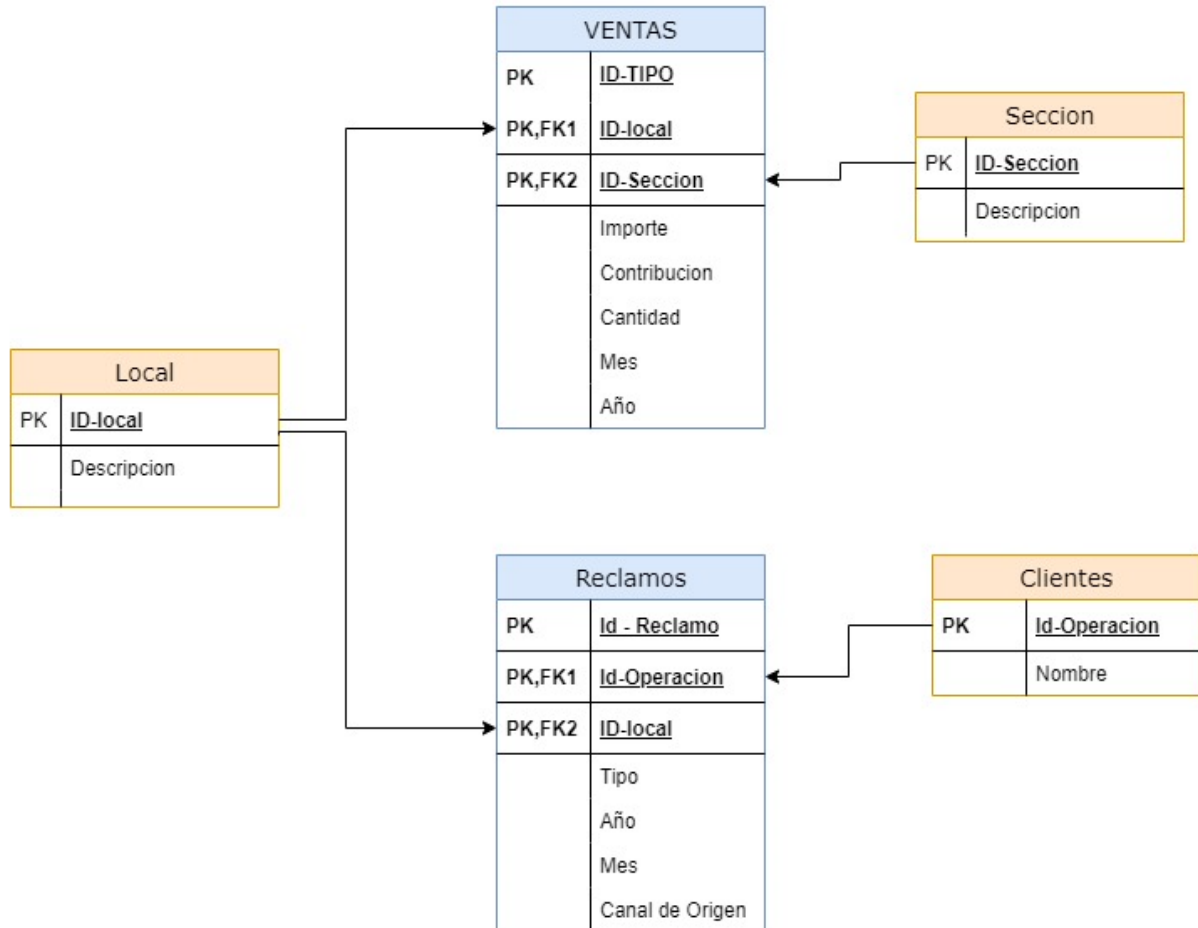 VENTAS
PK ID-TIPO
PK,FK1 ID-local
PK,FK2 ID-Seccion
Importe
Contribucion
Cantidad
Mes
Año
Seccion
PK ID-Seccion
Descripcion
Local
PK ID-local
Descripcion
Reclamos
PK Id - Reclamo
PK,FK1 Id-Operacion
PK,FK2 ID-local
Tipo
Año
Mes
Canal de Origen
Clientes
PK Id-Operacion
Nombre